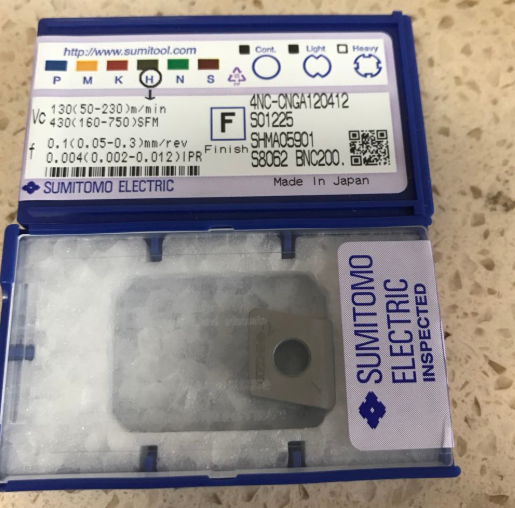 http://www.sumitool.com
Cont. Light Heavy
P M K H N S
Vc 130(50-230)m/min
430(160-750)SFM
f 0.1(0.05-0.3)mm/rev
0.004(0.002-0.012)IPR
F
Finish
4NC-CNGA120412
S01225
SHMA05901
S8062 BNC200.
SUMITOMO ELECTRIC
Made In Japan
SUMITOMO
ELECTRIC
INSPECTED